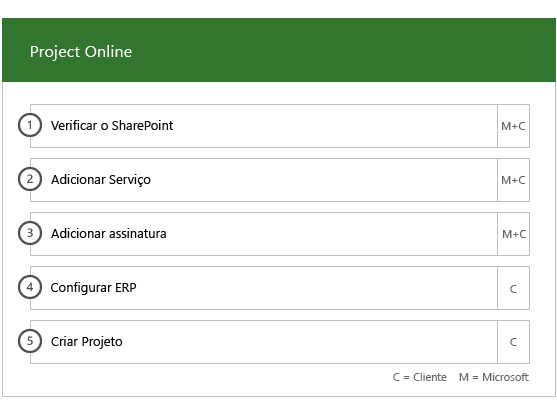 Project Online
1 Verificar o SharePoint M+C
2 Adicionar Serviço M+C
3 Adicionar assinatura M+C
4 Configurar ERP C
5 Criar Projeto C
C = Cliente M = Microsoft